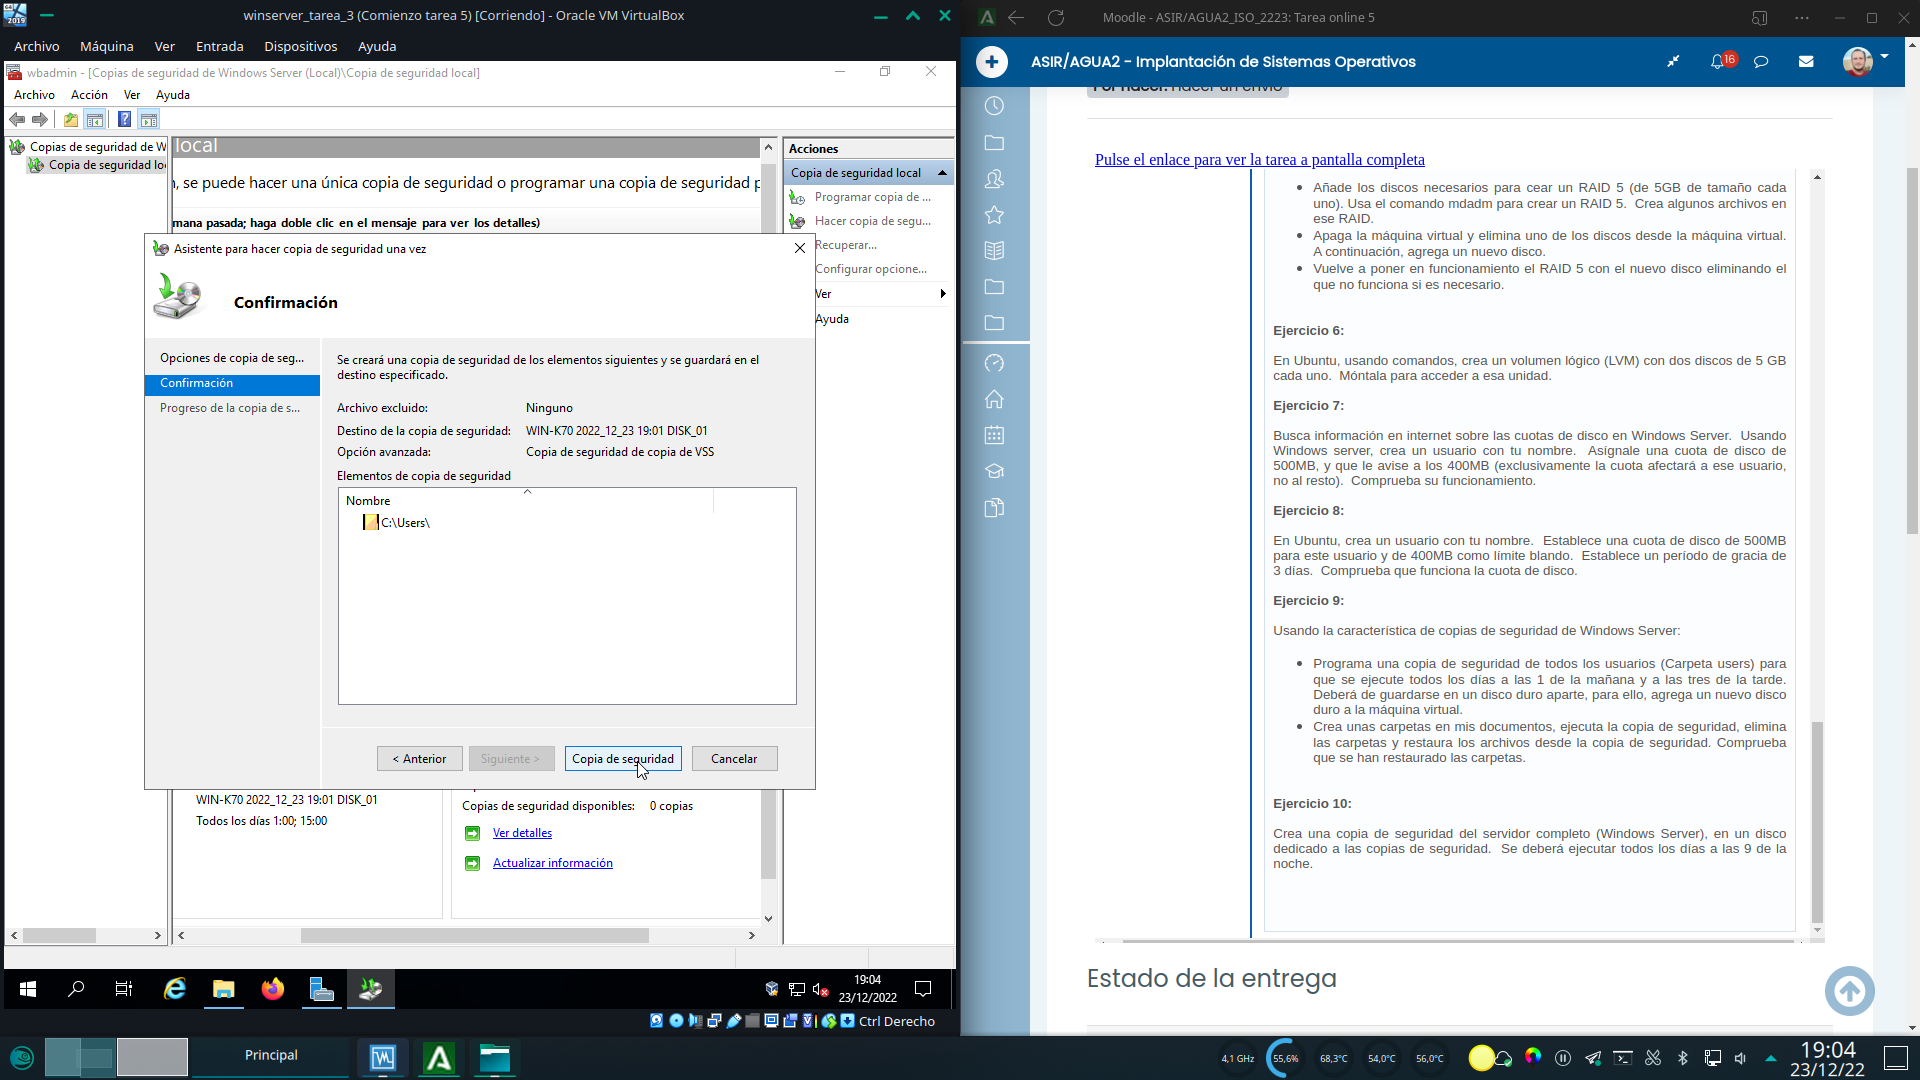 winserver_tarea_3 (Comienzo tarea 5) [Corriendo] - Oracle VM VirtualBox
Archivo Máquina Ver Entrada Dispositivos Ayuda
wbadmin - [Copias de seguridad de Windows Server (Local)\Copia de seguridad local]
Archivo Acción Ver Ayuda
Copias de seguridad de W
Copia de seguridad lo
local
, se puede hacer una única copia de seguridad o programar una copia de seguridad p
mana pasada; haga doble clic en el mensaje para ver los detalles)
Acciones
Copia de seguridad local
Programar copia de ...
Hacer copia de segu...
Recuperar...
Configurar opcione...
Ver
Ayuda
Asistente para hacer copia de seguridad una vez
Confirmación
Opciones de copia de seg...
Confirmación
Progreso de la copia de s...
Se creará una copia de seguridad de los elementos siguientes y se guardará en el
destino especificado.
Archivo excluido: Ninguno
Destino de la copia de seguridad: WIN-K70 2022_12_23 19:01 DISK_01
Opción avanzada: Copia de seguridad de copia de VSS
Elementos de copia de seguridad
Nombre
C:\Users\
< Anterior Siguiente > Copia de seguridad Cancelar
WIN-K70 2022_12_23 19:01 DISK_01
Todos los días 1:00; 15:00
Copias de seguridad disponibles: 0 copias
Ver detalles
Actualizar información
19:04
23/12/2022
Ctrl Derecho
Moodle - ASIR/AGUA2_ISO_2223: Tarea online 5
ASIR/AGUA2 - Implantación de Sistemas Operativos
16
Por hacer: Hacer un envío
Pulse el enlace para ver la tarea a pantalla completa
Añade los discos necesarios para cear un RAID 5 (de 5GB de tamaño cada
uno). Usa el comando mdadm para crear un RAID 5. Crea algunos archivos en
ese RAID.
Apaga la máquina virtual y elimina uno de los discos desde la máquina virtual.
A continuación, agrega un nuevo disco.
Vuelve a poner en funcionamiento el RAID 5 con el nuevo disco eliminando el
que no funciona si es necesario.
Ejercicio 6:
En Ubuntu, usando comandos, crea un volumen lógico (LVM) con dos discos de 5 GB
cada uno. Móntala para acceder a esa unidad.
Ejercicio 7:
Busca información en internet sobre las cuotas de disco en Windows Server. Usando
Windows server, crea un usuario con tu nombre. Asígnale una cuota de disco de
500MB, y que le avise a los 400MB (exclusivamente la cuota afectará a ese usuario,
no al resto). Comprueba su funcionamiento.
Ejercicio 8:
En Ubuntu, crea un usuario con tu nombre. Establece una cuota de disco de 500MB
para este usuario y de 400MB como límite blando. Establece un período de gracia de
3 días. Comprueba que funciona la cuota de disco.
Ejercicio 9:
Usando la característica de copias de seguridad de Windows Server:
Programa una copia de seguridad de todos los usuarios (Carpeta users) para
que se ejecute todos los días a las 1 de la mañana y a las tres de la tarde.
Deberá de guardarse en un disco duro aparte, para ello, agrega un nuevo disco
duro a la máquina virtual.
Crea unas carpetas en mis documentos, ejecuta la copia de seguridad, elimina
las carpetas y restaura los archivos desde la copia de seguridad. Comprueba
que se han restaurado las carpetas.
Ejercicio 10:
Crea una copia de seguridad del servidor completo (Windows Server), en un disco
dedicado a las copias de seguridad. Se deberá ejecutar todos los días a las 9 de la
noche.
Estado de la entrega
Principal
4,1 GHz 55,6% 68,3°C 54,0°C 56,0°C
19:04
23/12/22